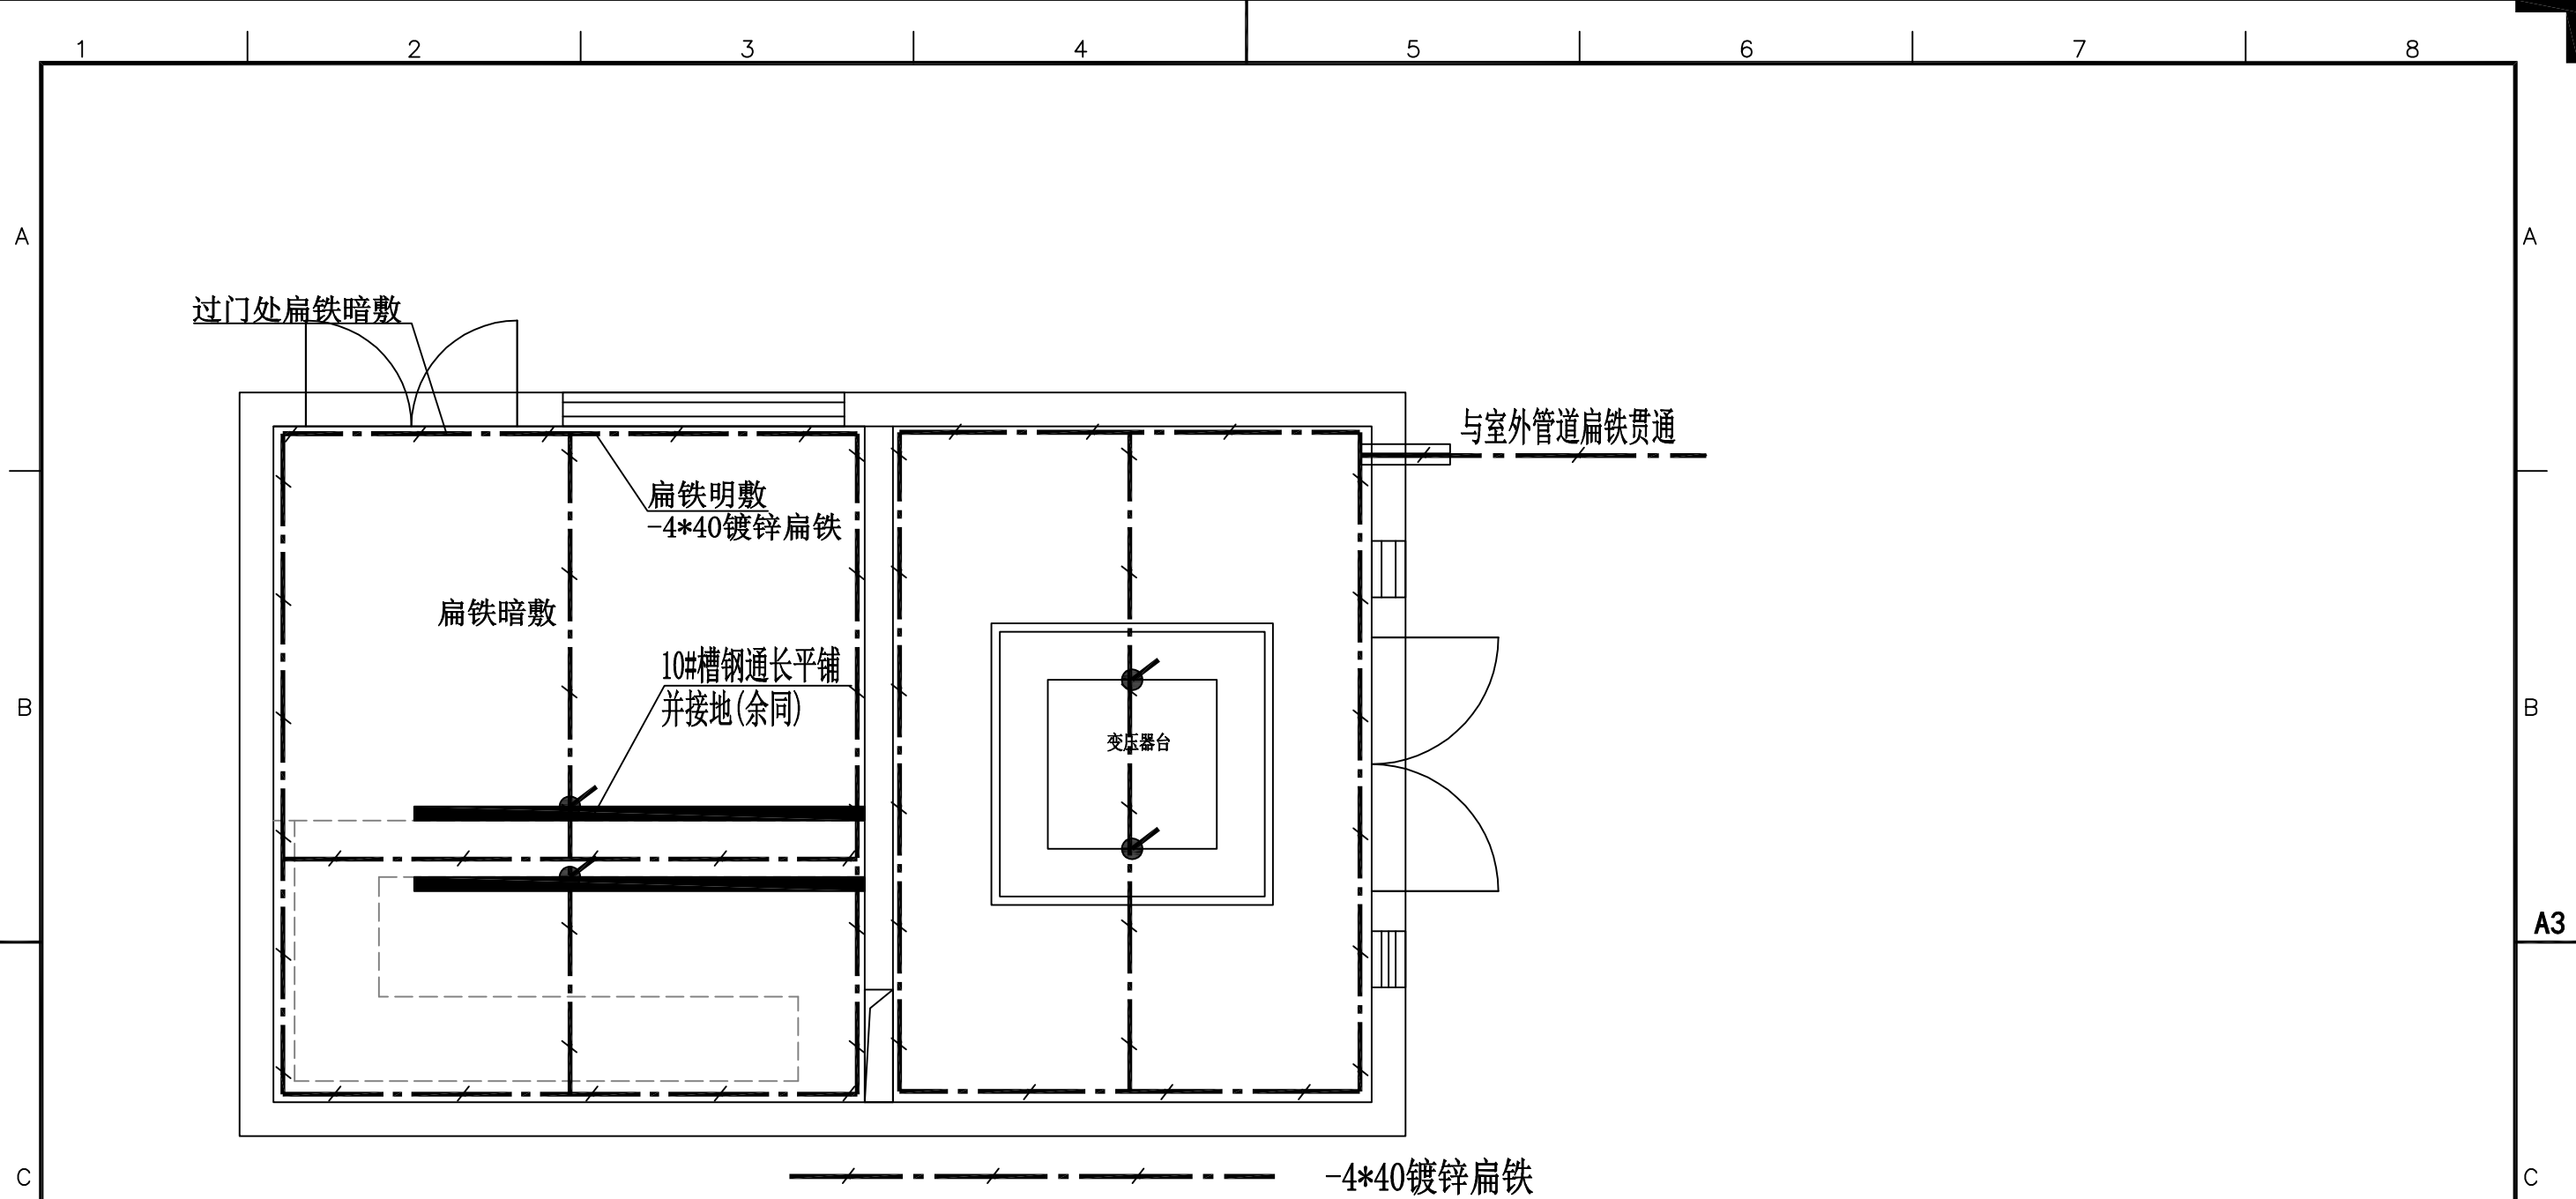 1 2 3 4 5 6 7 8
A A
过门处扁铁暗敷
与室外管道扁铁贯通
扁铁明敷
-4*40镀锌扁铁
扁铁暗敷
10#槽钢通长平铺
并接地(余同)
B B
变压器台
A3
C C
-4*40镀锌扁铁